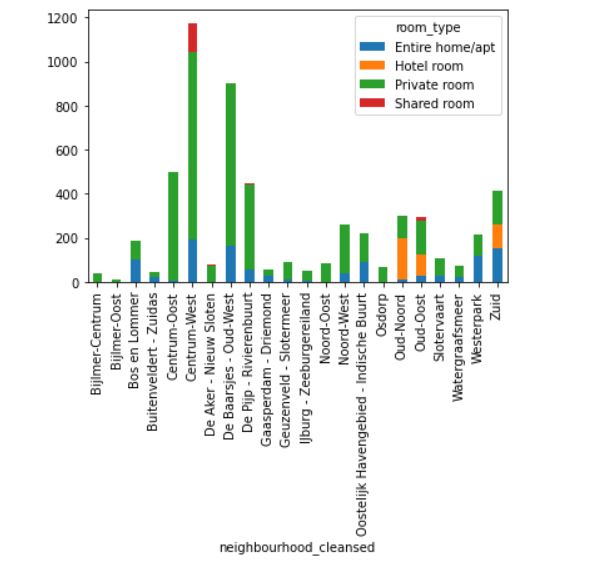 1200
1000
800
600
400
200
0
room_type
Entire home/apt
Hotel room
Private room
Shared room
Bijlmer-Centrum
Bijlmer-Oost
Bos en Lommer
Buitenveldert - Zuidas
Centrum-Oost
Centrum-West
De Aker - Nieuw Sloten
De Baarsjes - Oud-West
De Pijp - Rivierenbuurt
Gaasperdam - Driemond
Geuzenveld - Slotermeer
IJburg - Zeeburgereiland
Noord-Oost
Noord-West
Oostelijk Havengebied - Indische Buurt
Osdorp
Oud-Noord
Oud-Oost
Slotervaart
Watergraafsmeer
Westerpark
Zuid
neighbourhood_cleansed